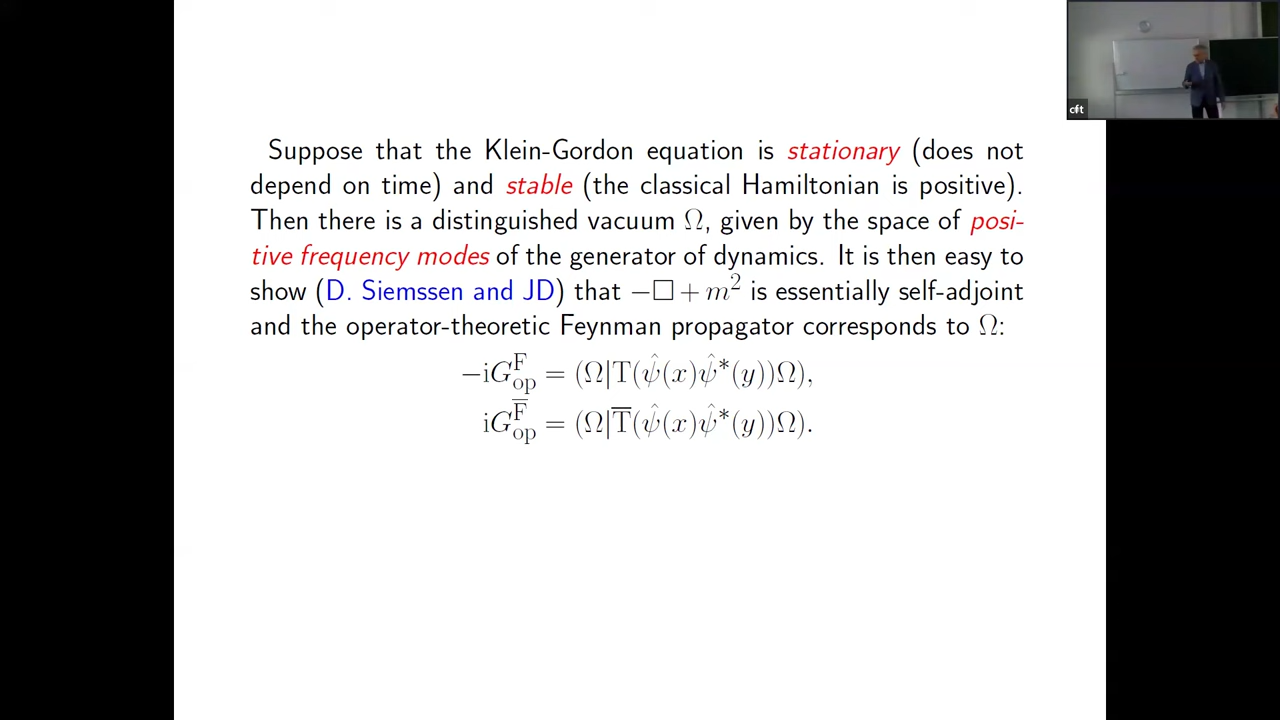 Suppose that the Klein-Gordon equation is stationary (does not
depend on time) and stable (the classical Hamiltonian is positive).
Then there is a distinguished vacuum Ω, given by the space of posi-
tive frequency modes of the generator of dynamics. It is then easy to
show (D. Siemssen and JD) that −□ + m² is essentially self-adjoint
and the operator-theoretic Feynman propagator corresponds to Ω:
−iG^F_op = (Ω|T(ψ̂(x)ψ̂*(y))Ω),
iG^F̅_op = (Ω|T̅(ψ̂(x)ψ̂*(y))Ω).
cft